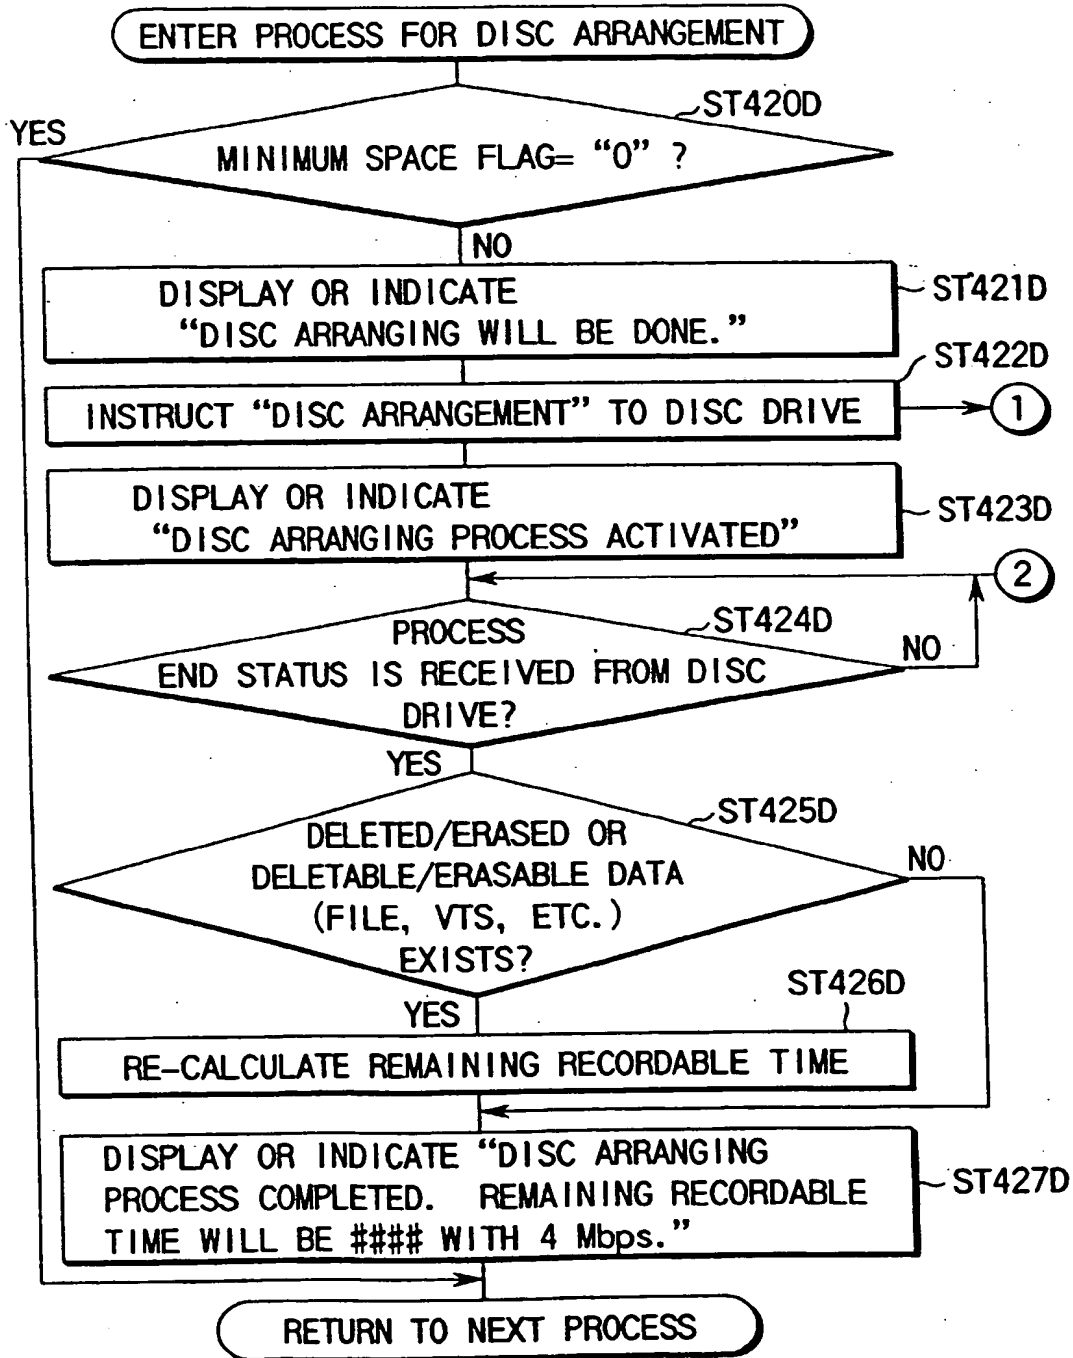 ENTER PROCESS FOR DISC ARRANGEMENT
ST420D
YES
MINIMUM SPACE FLAG= “0” ?
NO
DISPLAY OR INDICATE
“DISC ARRANGING WILL BE DONE.”
ST421D
ST422D
INSTRUCT “DISC ARRANGEMENT” TO DISC DRIVE
1
DISPLAY OR INDICATE
“DISC ARRANGING PROCESS ACTIVATED”
ST423D
2
ST424D
PROCESS
END STATUS IS RECEIVED FROM DISC
DRIVE?
NO
YES
ST425D
DELETED/ERASED OR
DELETABLE/ERASABLE DATA
(FILE, VTS, ETC.)
EXISTS?
NO
YES
ST426D
RE-CALCULATE REMAINING RECORDABLE TIME
DISPLAY OR INDICATE “DISC ARRANGING
PROCESS COMPLETED. REMAINING RECORDABLE
TIME WILL BE #### WITH 4 Mbps.”
ST427D
RETURN TO NEXT PROCESS